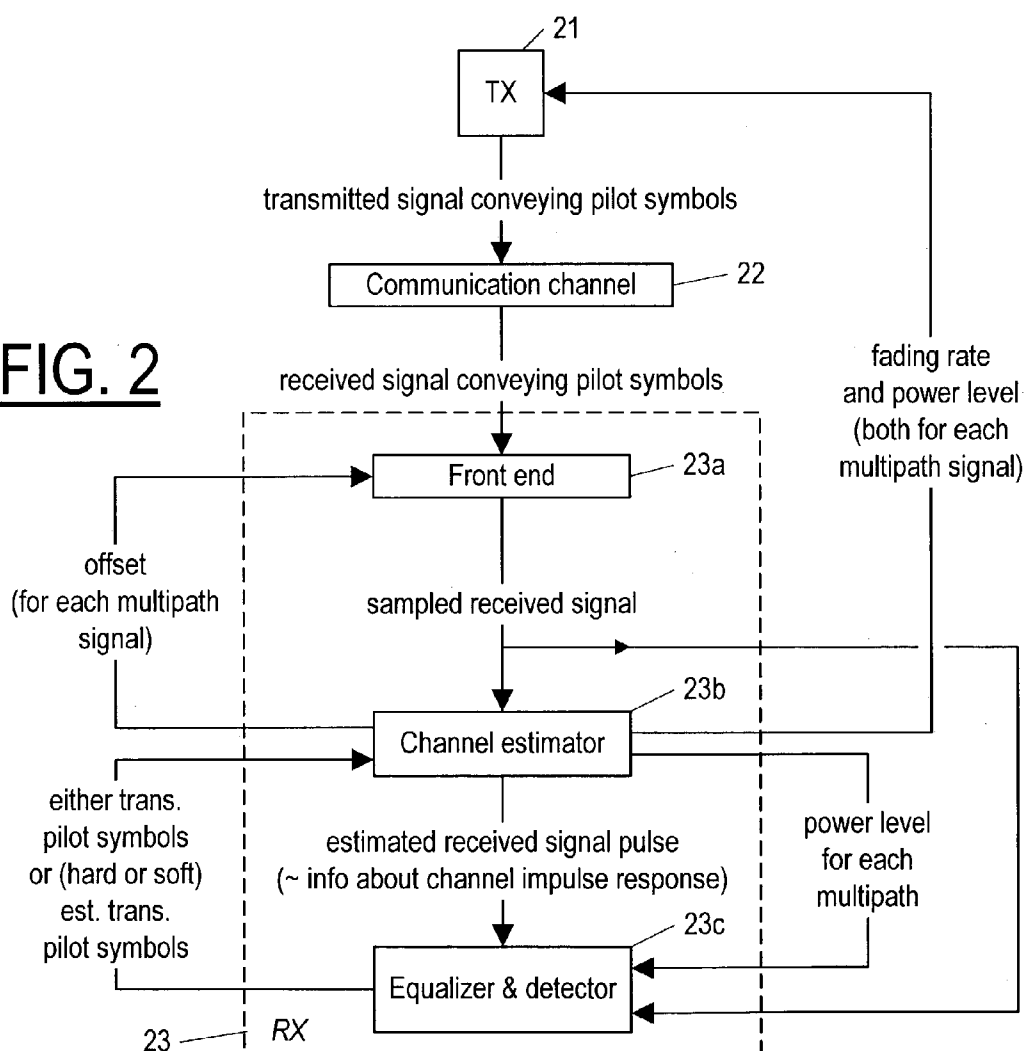 21
TX
transmitted signal conveying pilot symbols
Communication channel
22
FIG. 2
received signal conveying pilot symbols
fading rate
and power level
(both for each
multipath signal)
Front end
23a
offset
(for each multipath
signal)
sampled received signal
23b
Channel estimator
either trans.
pilot symbols
or (hard or soft)
est. trans.
pilot symbols
estimated received signal pulse
(~ info about channel impulse response)
power level
for each
multipath
23c
Equalizer & detector
23
RX